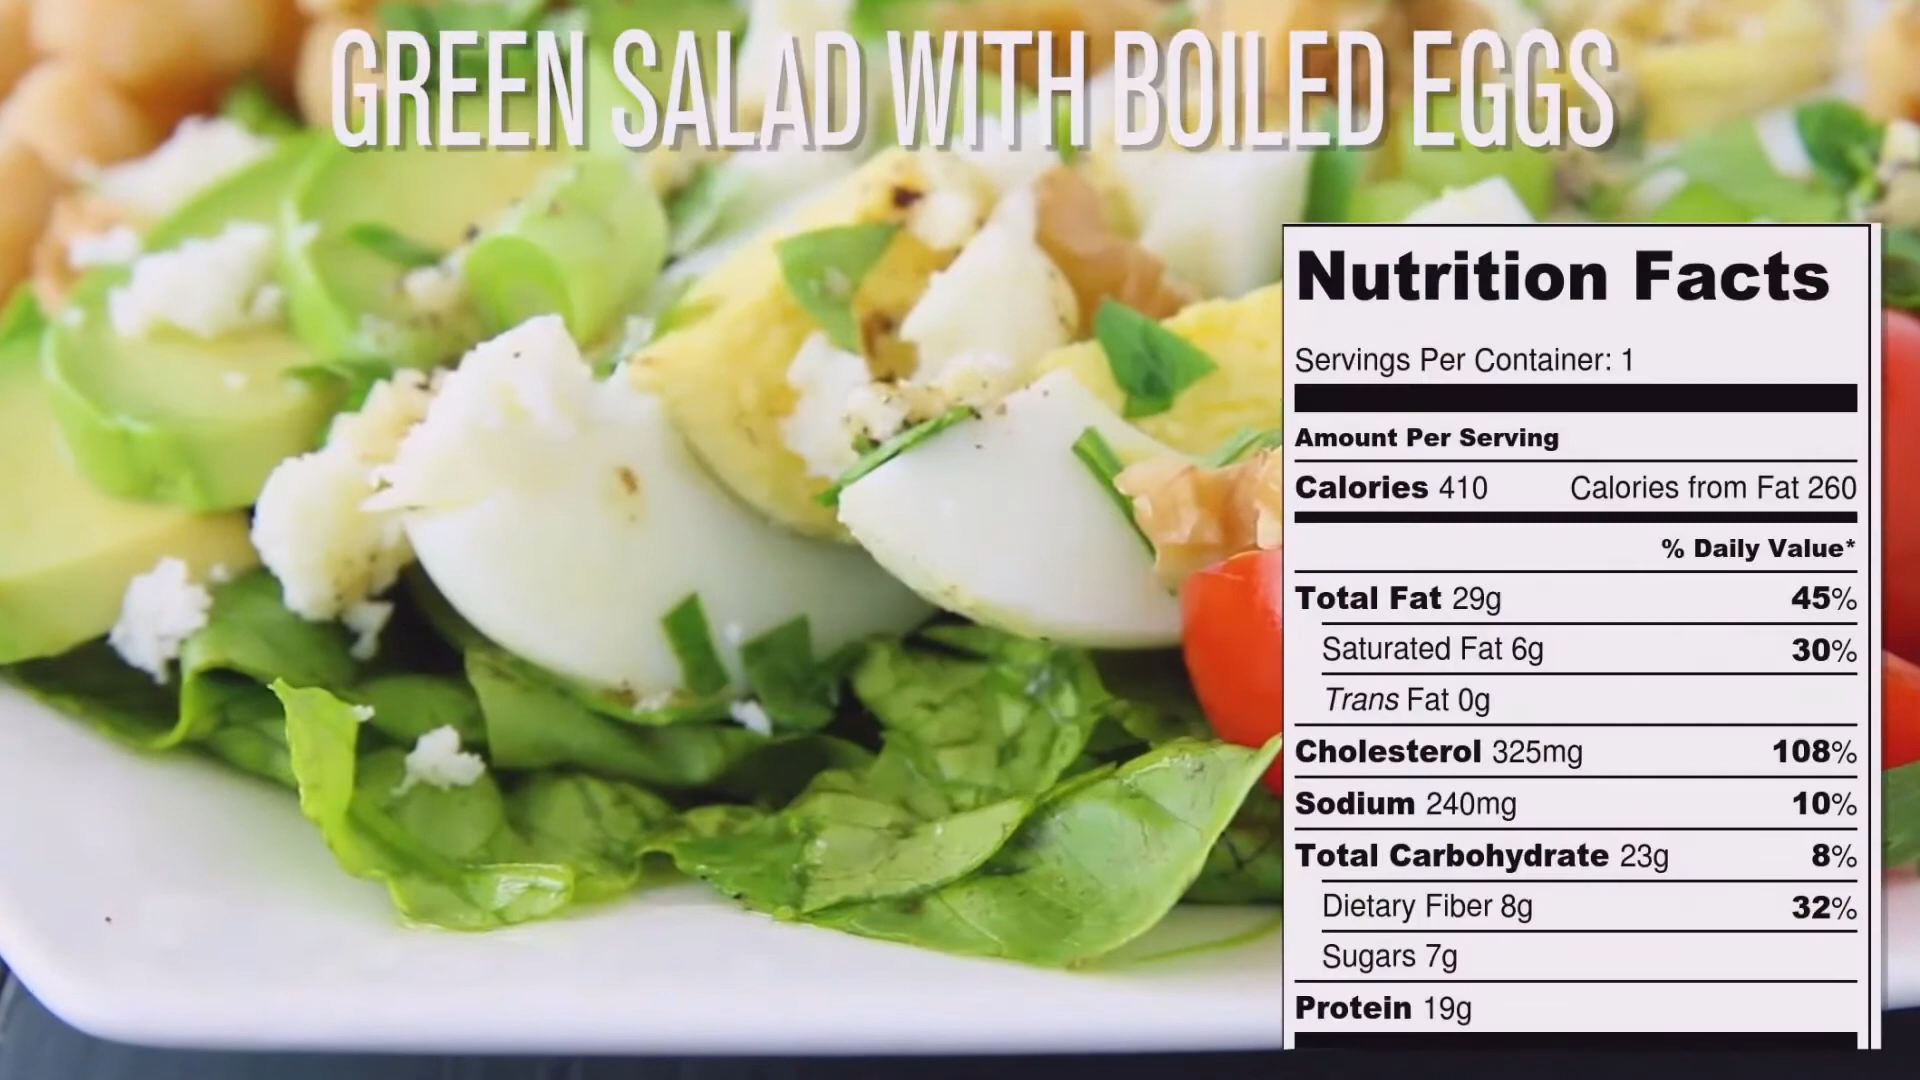 GREEN SALAD WITH BOILED EGGS
Nutrition Facts
Servings Per Container: 1
Amount Per Serving
Calories 410 Calories from Fat 260
% Daily Value*
Total Fat 29g 45%
Saturated Fat 6g 30%
Trans Fat 0g
Cholesterol 325mg 108%
Sodium 240mg 10%
Total Carbohydrate 23g 8%
Dietary Fiber 8g 32%
Sugars 7g
Protein 19g